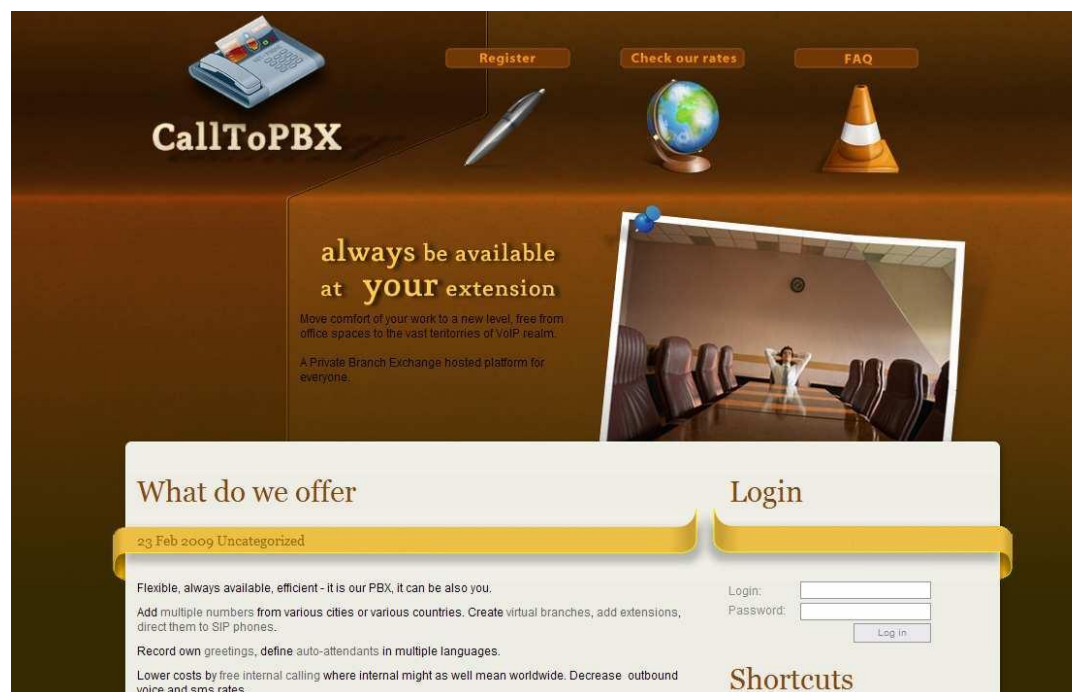 CallToPBX
Register
Check our rates
FAQ
always be available
at your extension
Move comfort of your work to a new level, free from
office spaces to the vast teritorries of VoIP realm.
A Private Branch Exchange hosted platform for
everyone.
What do we offer
23 Feb 2009 Uncategorized
Flexible, always available, efficient - it is our PBX, it can be also you.
Add multiple numbers from various cities or various countries. Create virtual branches, add extensions,
direct them to SIP phones.
Record own greetings, define auto-attendants in multiple languages.
Lower costs by free internal calling where internal might as well mean worldwide. Decrease outbound
voice and sms rates.
Login
Login:
Password:
Log in
Shortcuts